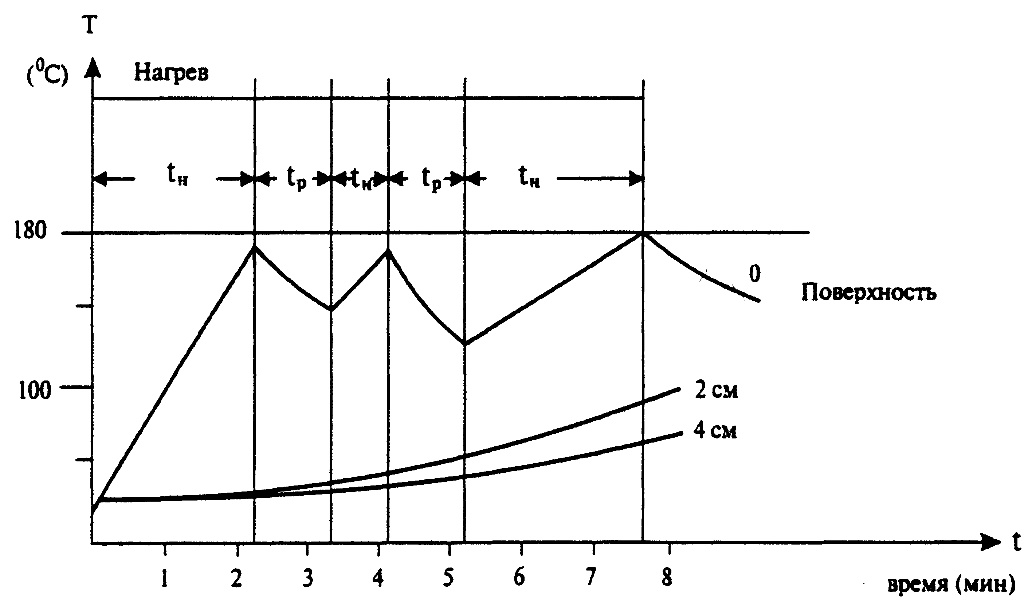 T
(⁰C)
Нагрев
tн tр tн tр tн
180
0
Поверхность
100
2 см
4 см
1 2 3 4 5 6 7 8
t
время (мин)